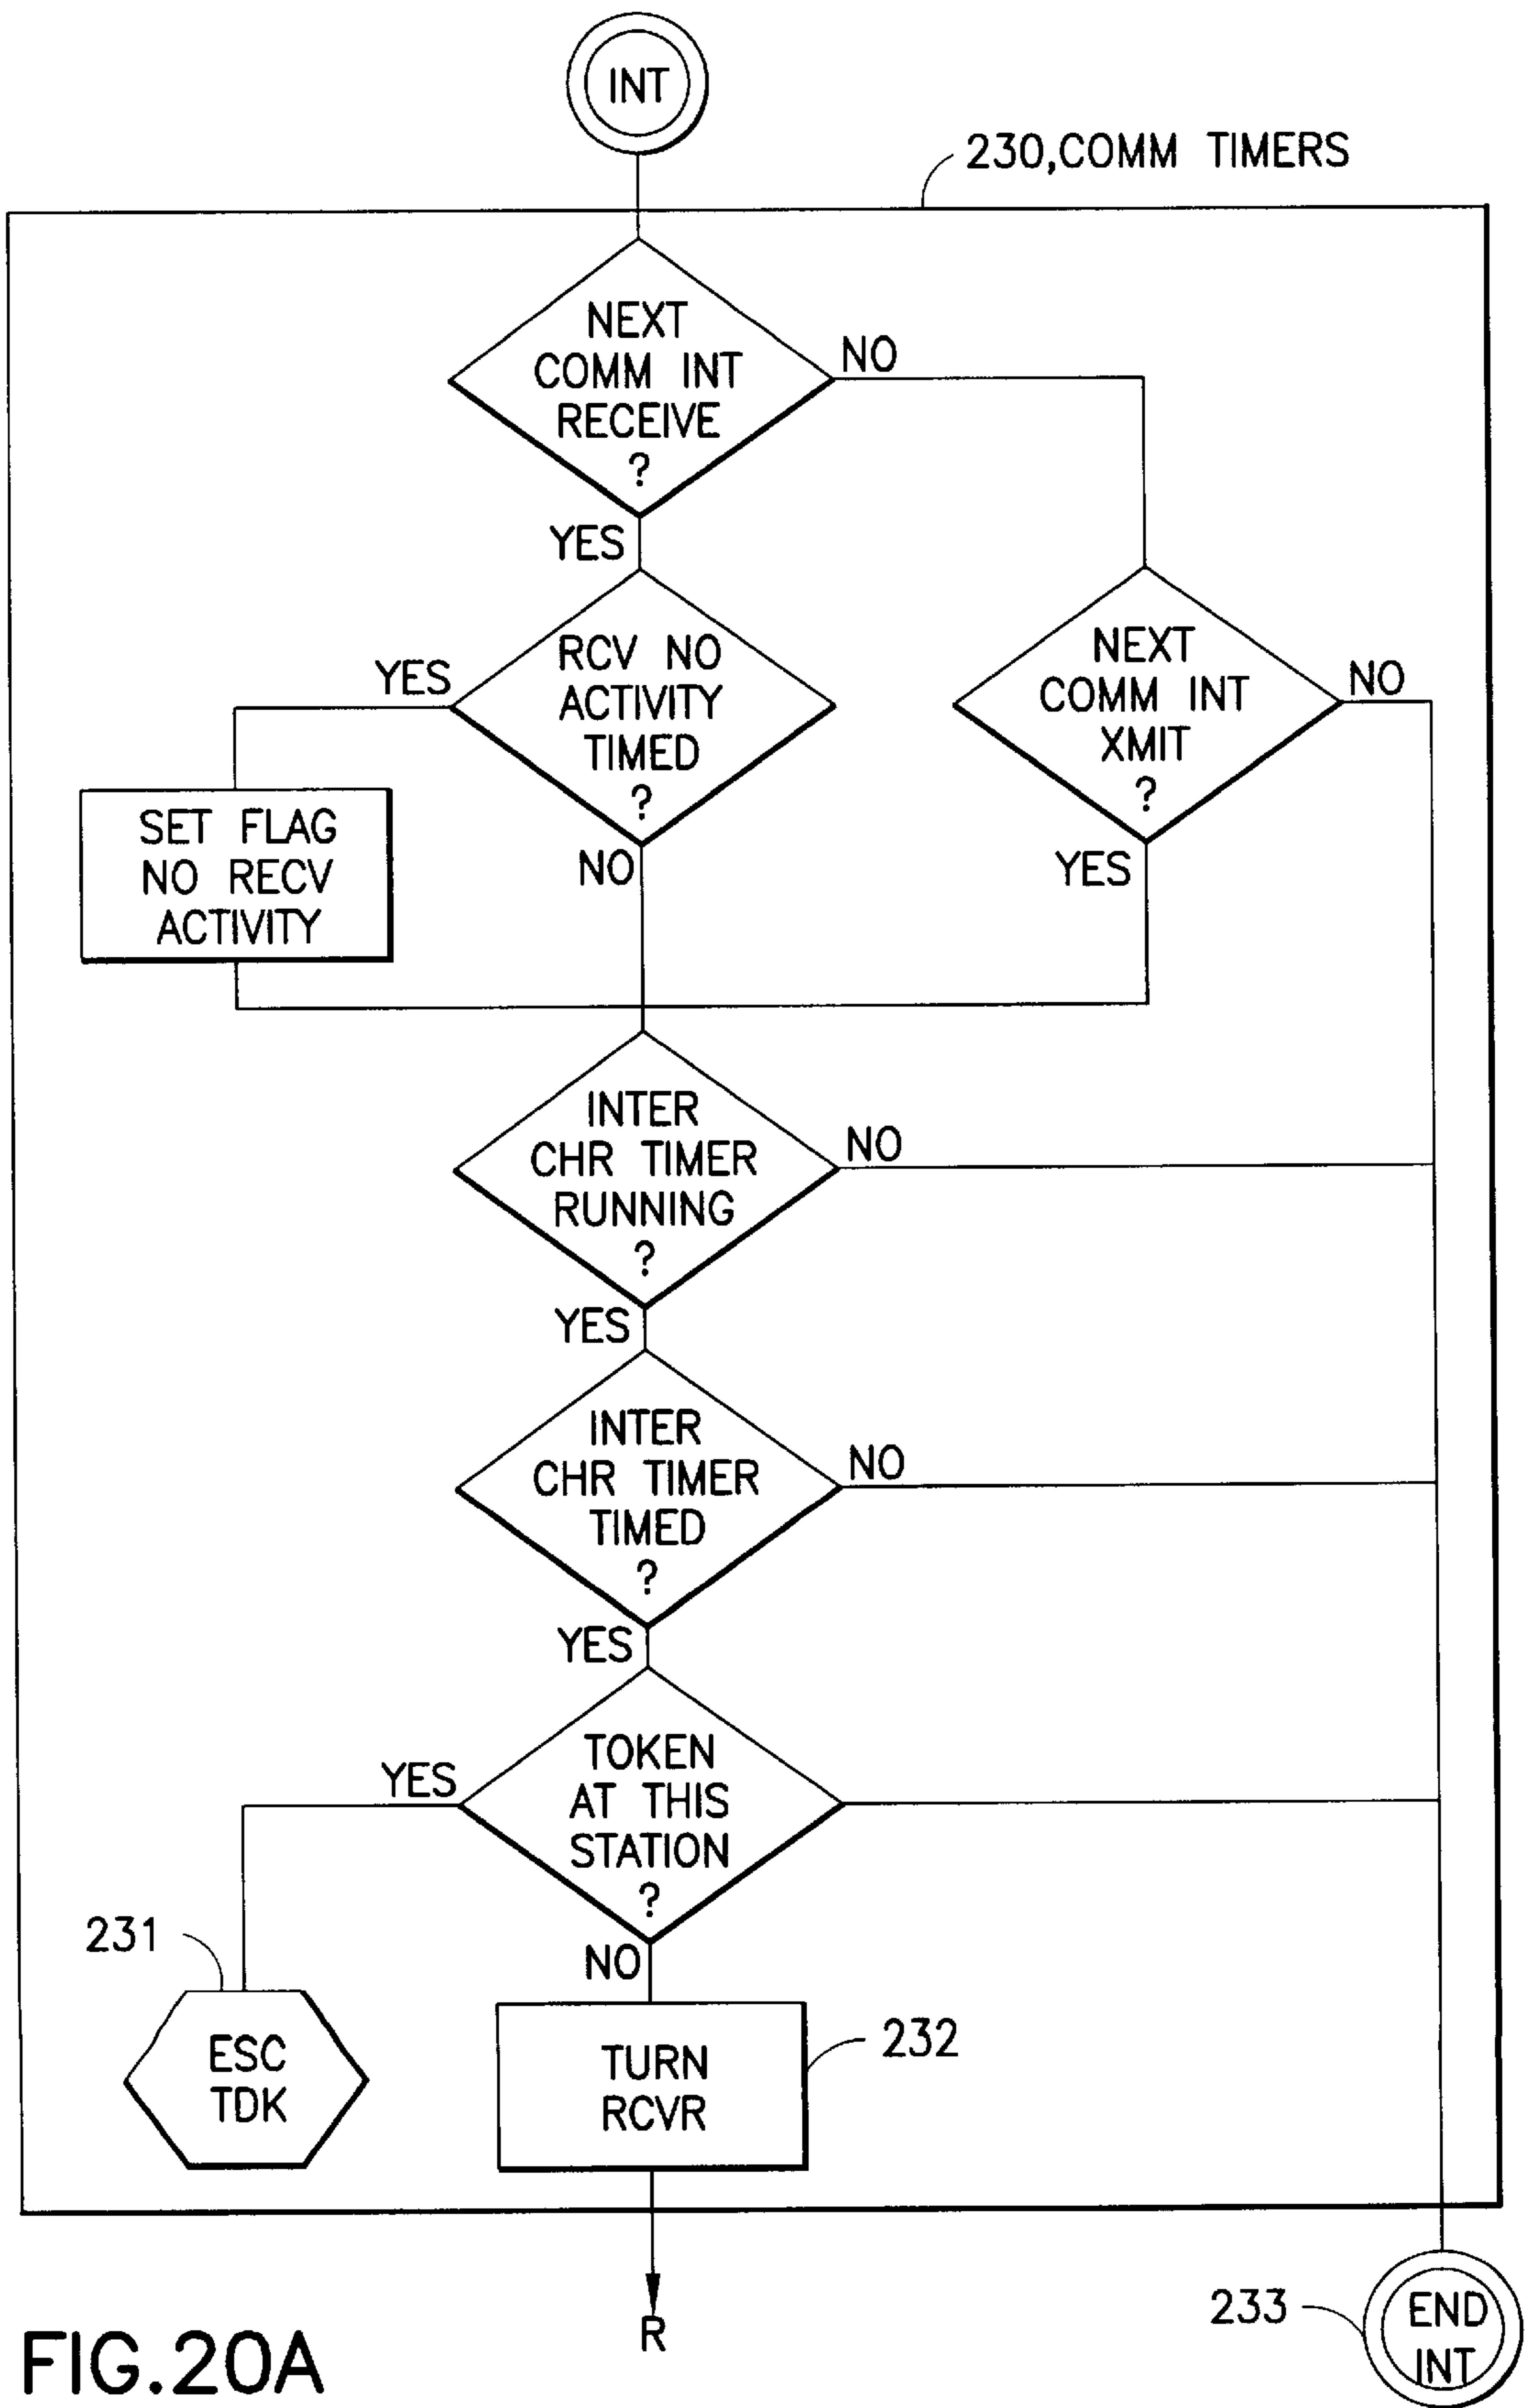 INT
230,COMM TIMERS
NEXT
COMM INT
RECEIVE
?
NO
YES
RCV NO
ACTIVITY
TIMED
?
YES
NO
NEXT
COMM INT
XMIT
?
NO
YES
SET FLAG
NO RECV
ACTIVITY
INTER
CHR TIMER
RUNNING
?
NO
YES
INTER
CHR TIMER
TIMED
?
NO
YES
TOKEN
AT THIS
STATION
?
YES
NO
231
ESC
TDK
TURN
RCVR
232
R
233
END
INT
FIG.20A